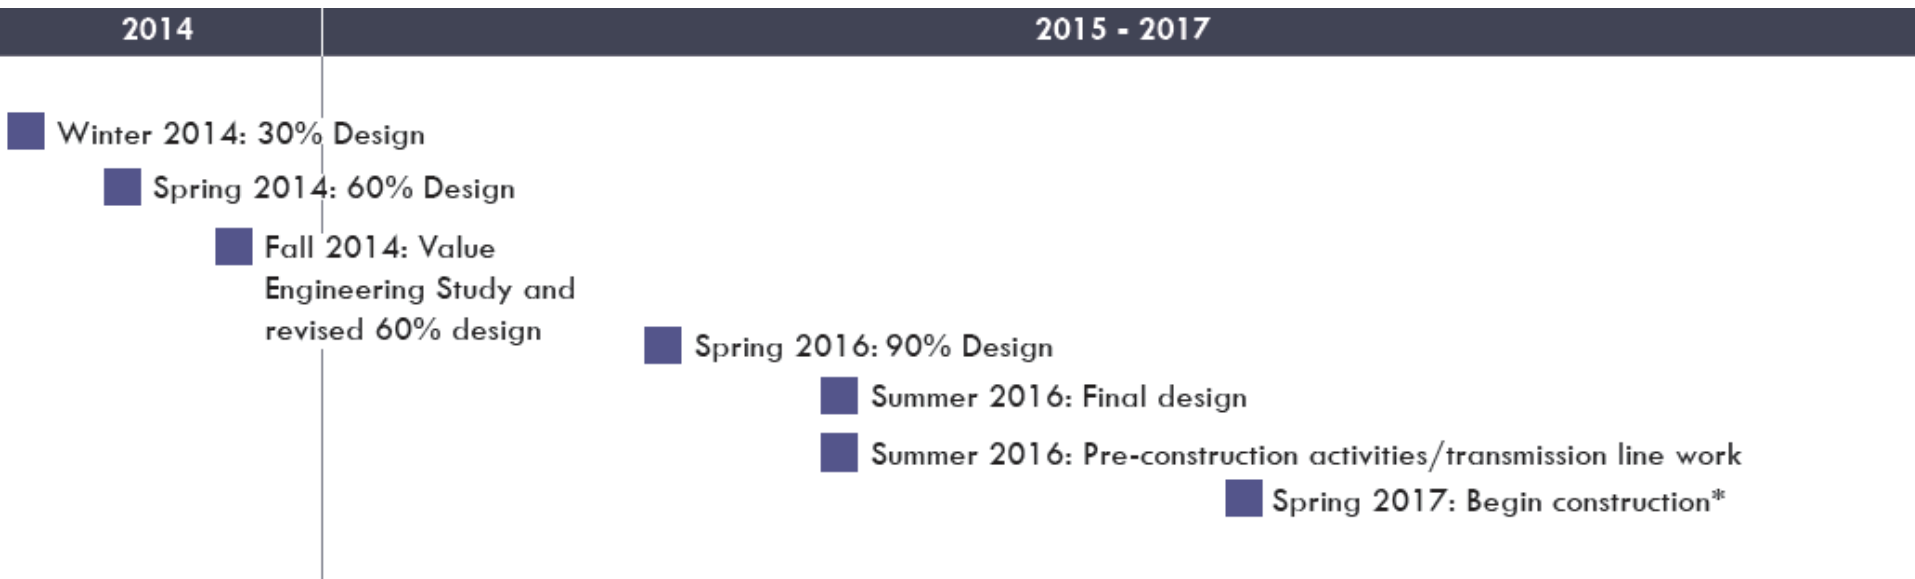 2014
2015 - 2017
Winter 2014: 30% Design
Spring 2014: 60% Design
Fall 2014: Value
Engineering Study and
revised 60% design
Spring 2016: 90% Design
Summer 2016: Final design
Summer 2016: Pre-construction activities/transmission line work
Spring 2017: Begin construction*